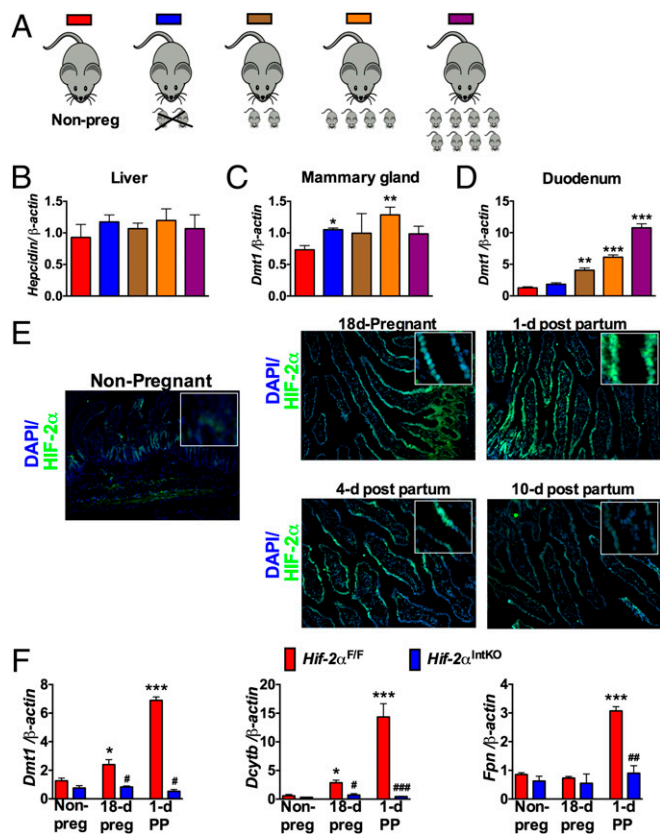 A
Non-preg
B
Liver
Hepcidin/ β-actin
1.5
1.0
0.5
0.0
C
Mammary gland
Dmt1 /β-actin
1.5
1.0
0.5
0.0
*
**
D
Duodenum
Dmt1 /β-actin
15
10
5
0
**
***
***
E
Non-Pregnant
DAPI/
HIF-2α
18d-Pregnant
1-d post partum
DAPI/
HIF-2α
4-d post partum
10-d post partum
DAPI/
HIF-2α
F
Hif-2αF/F
Hif-2αIntKO
Dmt1 /β-actin
8
6
4
2
0
*
#
***
#
Non-
preg
18-d
preg
1-d
PP
Dcytb /β-actin
20
15
10
5
0
*
#
***
###
Non-
preg
18-d
preg
1-d
PP
Fpn /β-actin
4
3
2
1
0
***
##
Non-
preg
18-d
preg
1-d
PP